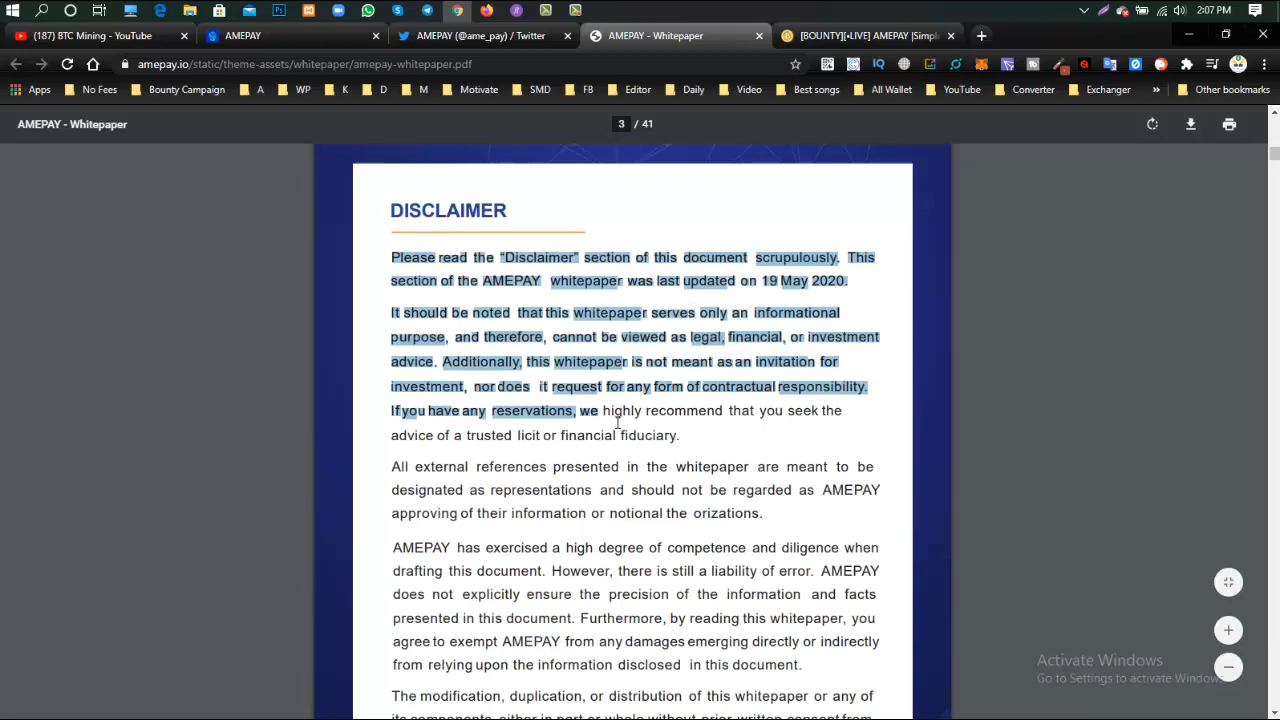 2:07 PM
(187) BTC Mining - YouTube
AMEPAY
AMEPAY (@ame_pay) / Twitter
AMEPAY - Whitepaper
[BOUNTY][•LIVE] AMEPAY |Simpl
amepay.io/static/theme-assets/whitepaper/amepay-whitepaper.pdf
Apps No Fees Bounty Campaign A WP K D M Motivate SMD FB Editor Daily Video Best songs All Wallet YouTube Converter Exchanger » Other bookmarks
AMEPAY - Whitepaper
3 / 41
DISCLAIMER
Please read the “Disclaimer” section of this document scrupulously. This
section of the AMEPAY whitepaper was last updated on 19 May 2020.
It should be noted that this whitepaper serves only an informational
purpose, and therefore, cannot be viewed as legal, financial, or investment
advice. Additionally, this whitepaper is not meant as an invitation for
investment, nor does it request for any form of contractual responsibility.
If you have any reservations, we highly recommend that you seek the
advice of a trusted licit or financial fiduciary.
All external references presented in the whitepaper are meant to be
designated as representations and should not be regarded as AMEPAY
approving of their information or notional the orizations.
AMEPAY has exercised a high degree of competence and diligence when
drafting this document. However, there is still a liability of error. AMEPAY
does not explicitly ensure the precision of the information and facts
presented in this document. Furthermore, by reading this whitepaper, you
agree to exempt AMEPAY from any damages emerging directly or indirectly
from relying upon the information disclosed in this document.
The modification, duplication, or distribution of this whitepaper or any of
its components, either in part or whole without prior written consent from
Activate Windows
Go to Settings to activate Windows.